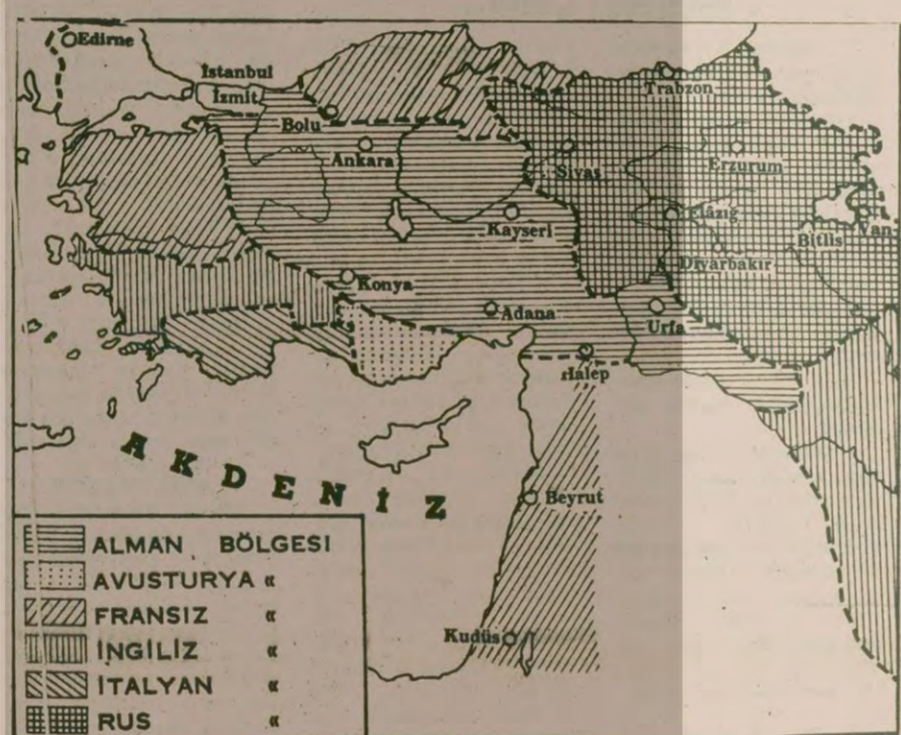 Edirne
İstanbul
İzmit
Bolu
Ankara
Trabzon
Sivas
Erzurum
Kayseri
Elâzığ
Van
Bitlis
Diyarbakır
Konya
Adana
Urfa
Halep
AKDENİZ
Beyrut
Kudüs
ALMAN BÖLGESI
AVUSTURYA «
FRANSIZ «
İNGİLİZ «
İTALYAN «
RUS «